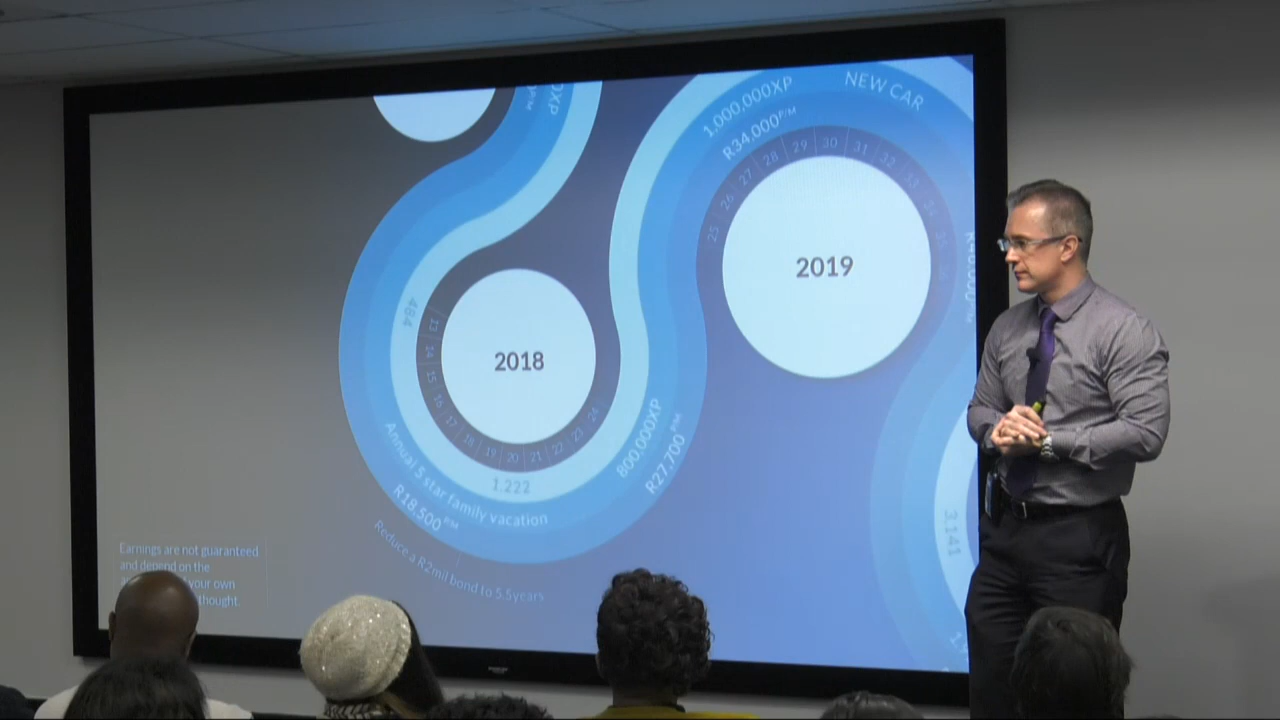 1,000,000XP
NEW CAR
R34,000P/M
25 26 27 28 29 30 31 32 33 34 35
2019
484
2018
13 14 15 16 17 18 19 20 21 22 23 24
1,222
800,000XP
R27,700 P/M
Annual 5 star family vacation
R18,500 P/M
Reduce a R2mil bond to 5.5years
3,141
Earnings are not guaranteed
and depend on the
your own
thought.